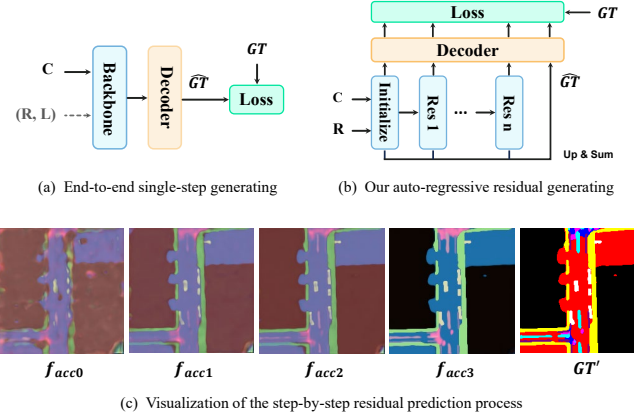 GT
C
(R, L)
Backbone
Decoder
G͡T
Loss
(a) End-to-end single-step generating
Loss
GT
Decoder
G͡T
C
R
Initialize
Res 1
...
Res n
Up & Sum
(b) Our auto-regressive residual generating
f_acc0 f_acc1 f_acc2 f_acc3 GT′
(c) Visualization of the step-by-step residual prediction process